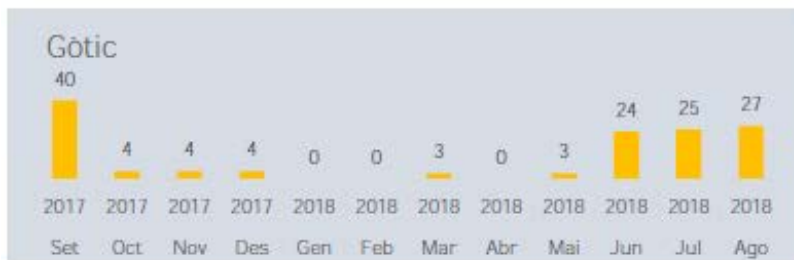 Gòtic
40 4 4 4 0 0 3 0 3 24 25 27
2017 2017 2017 2017 2018 2018 2018 2018 2018 2018 2018 2018
Set Oct Nov Des Gen Feb Mar Abr Mai Jun Jul Ago